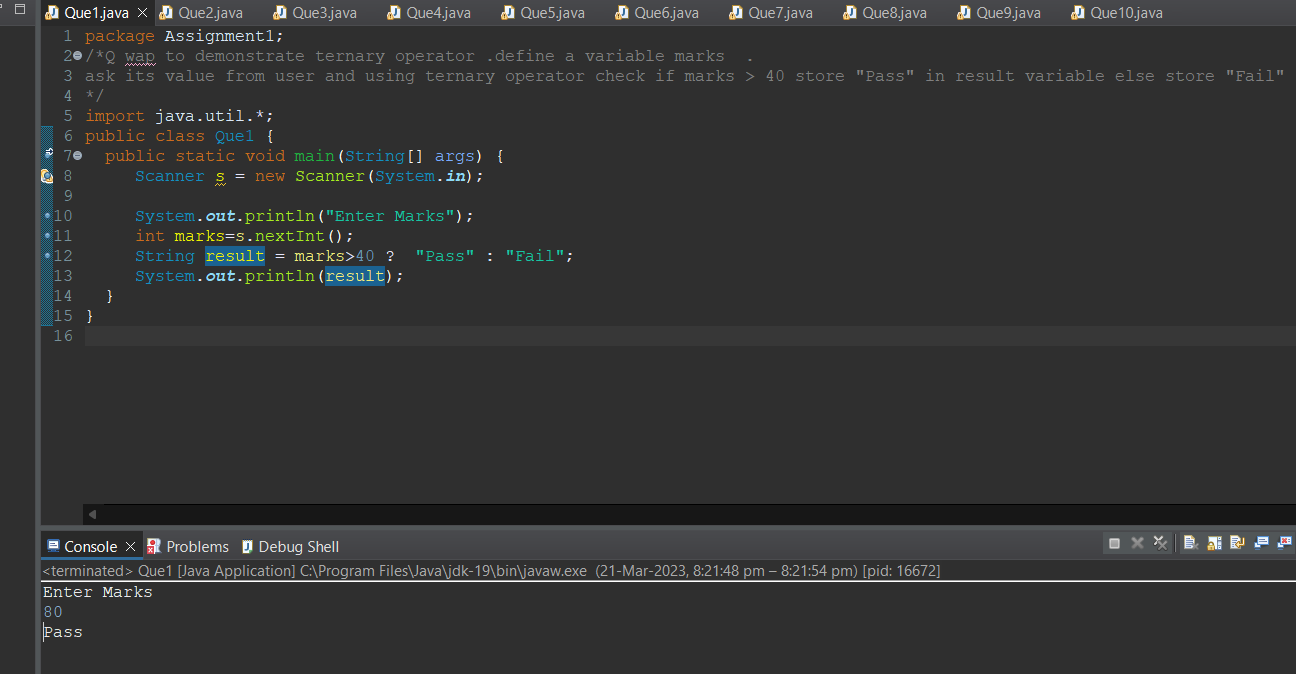 Que1.java Que2.java Que3.java Que4.java Que5.java Que6.java Que7.java Que8.java Que9.java Que10.java
1 package Assignment1;
2 /*Q wap to demonstrate ternary operator .define a variable marks  .
3 ask its value from user and using ternary operator check if marks > 40 store "Pass" in result variable else store "Fail"
4 */
5 import java.util.*;
6 public class Que1 {
7   public static void main(String[] args) {
8      Scanner s = new Scanner(System.in);
9
10      System.out.println("Enter Marks");
11      int marks=s.nextInt();
12      String result = marks>40 ?  "Pass" : "Fail";
13      System.out.println(result);
14   }
15 }
16
Console Problems Debug Shell
<terminated> Que1 [Java Application] C:\Program Files\Java\jdk-19\bin\javaw.exe  (21-Mar-2023, 8:21:48 pm – 8:21:54 pm) [pid: 16672]
Enter Marks
80
Pass